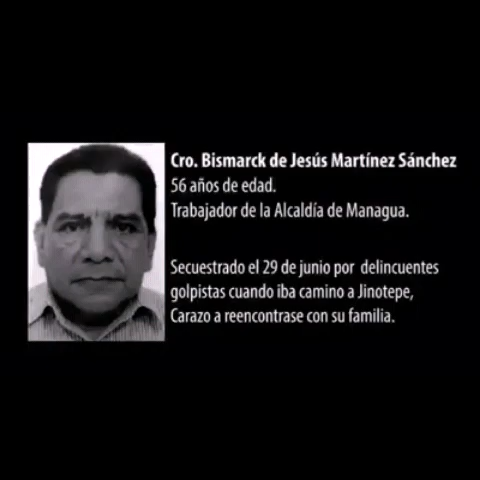 Cro. Bismarck de Jesús Martínez Sánchez
56 años de edad.
Trabajador de la Alcaldía de Managua.
Secuestrado el 29 de junio por delincuentes
golpistas cuando iba camino a Jinotepe,
Carazo a reencontrase con su familia.